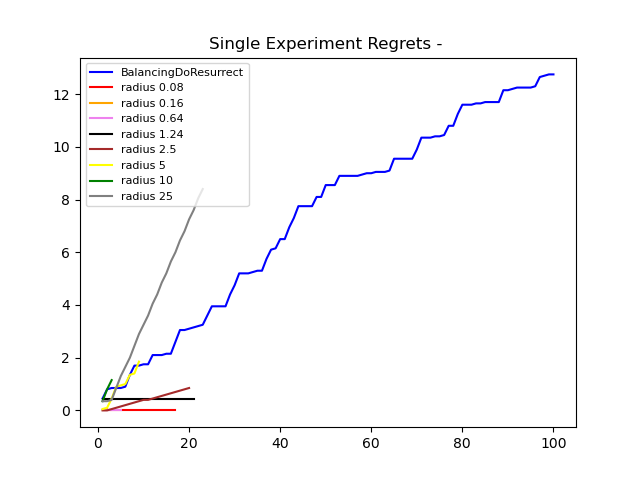 Single Experiment Regrets -
BalancingDoResurrect
radius 0.08
radius 0.16
radius 0.64
radius 1.24
radius 2.5
radius 5
radius 10
radius 25
12
10
8
6
4
2
0
0 20 40 60 80 100